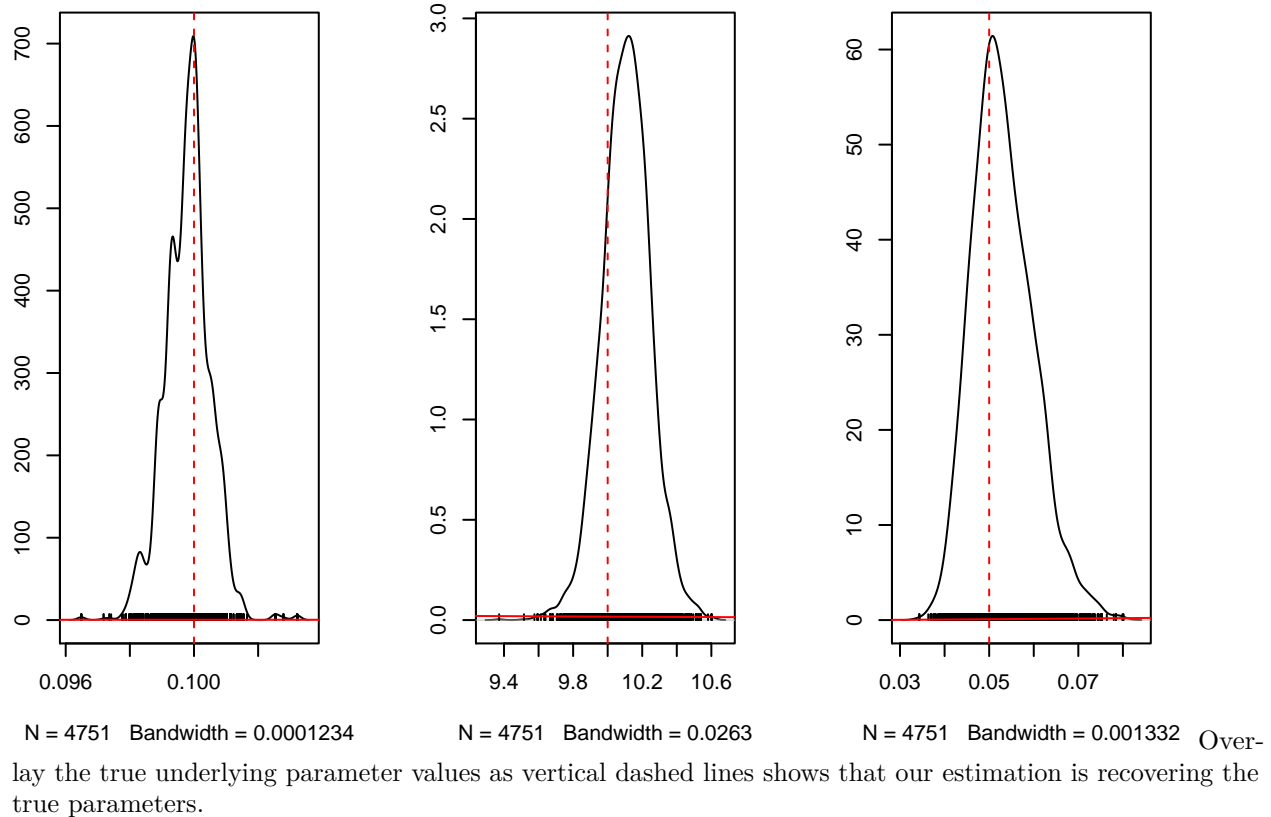 0 100 200 300 400 500 600 700
0.096 0.100
N = 4751 Bandwidth = 0.0001234
0.0 0.5 1.0 1.5 2.0 2.5 3.0
9.4 9.8 10.2 10.6
N = 4751 Bandwidth = 0.0263
0 10 20 30 40 50 60
0.03 0.05 0.07
N = 4751 Bandwidth = 0.001332
Over-
lay the true underlying parameter values as vertical dashed lines shows that our estimation is recovering the
true parameters.